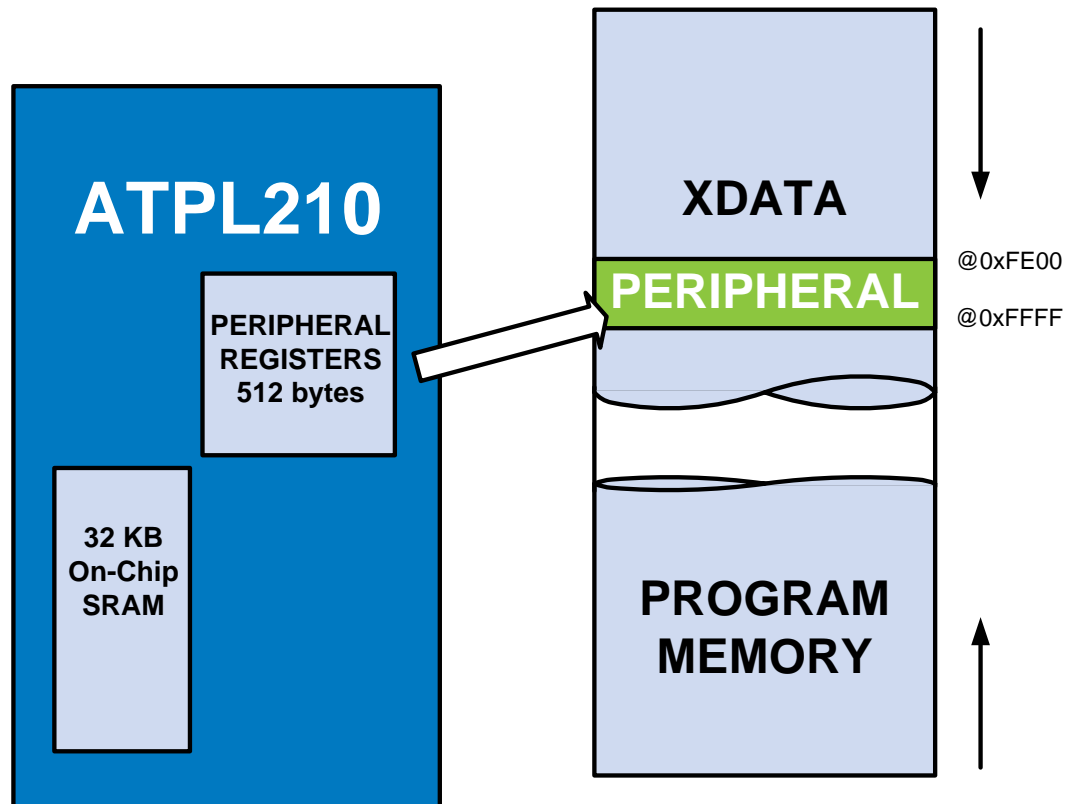 ATPL210
PERIPHERAL
REGISTERS
512 bytes
32 KB
On-Chip
SRAM
XDATA
PERIPHERAL
@0xFE00
@0xFFFF
PROGRAM
MEMORY